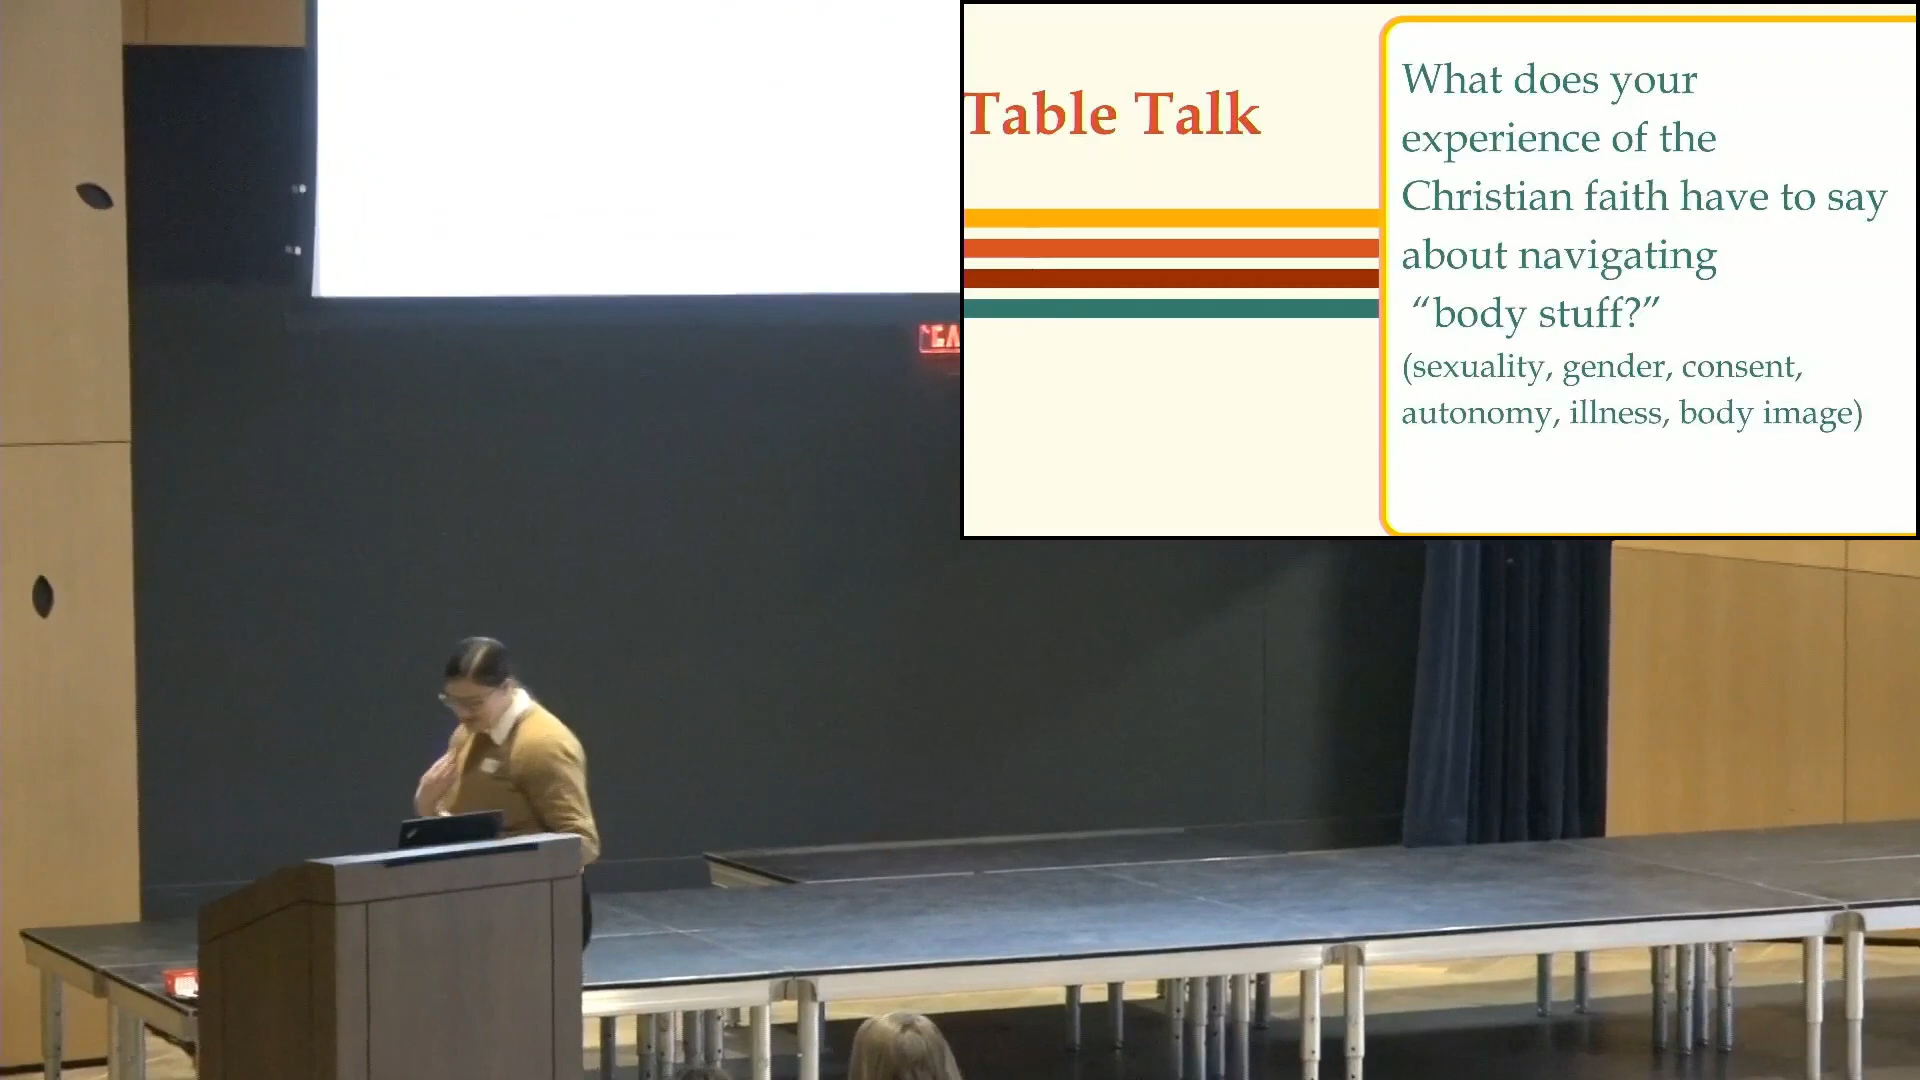 Table Talk
What does your
experience of the
Christian faith have to say
about navigating
“body stuff?”
(sexuality, gender, consent,
autonomy, illness, body image)